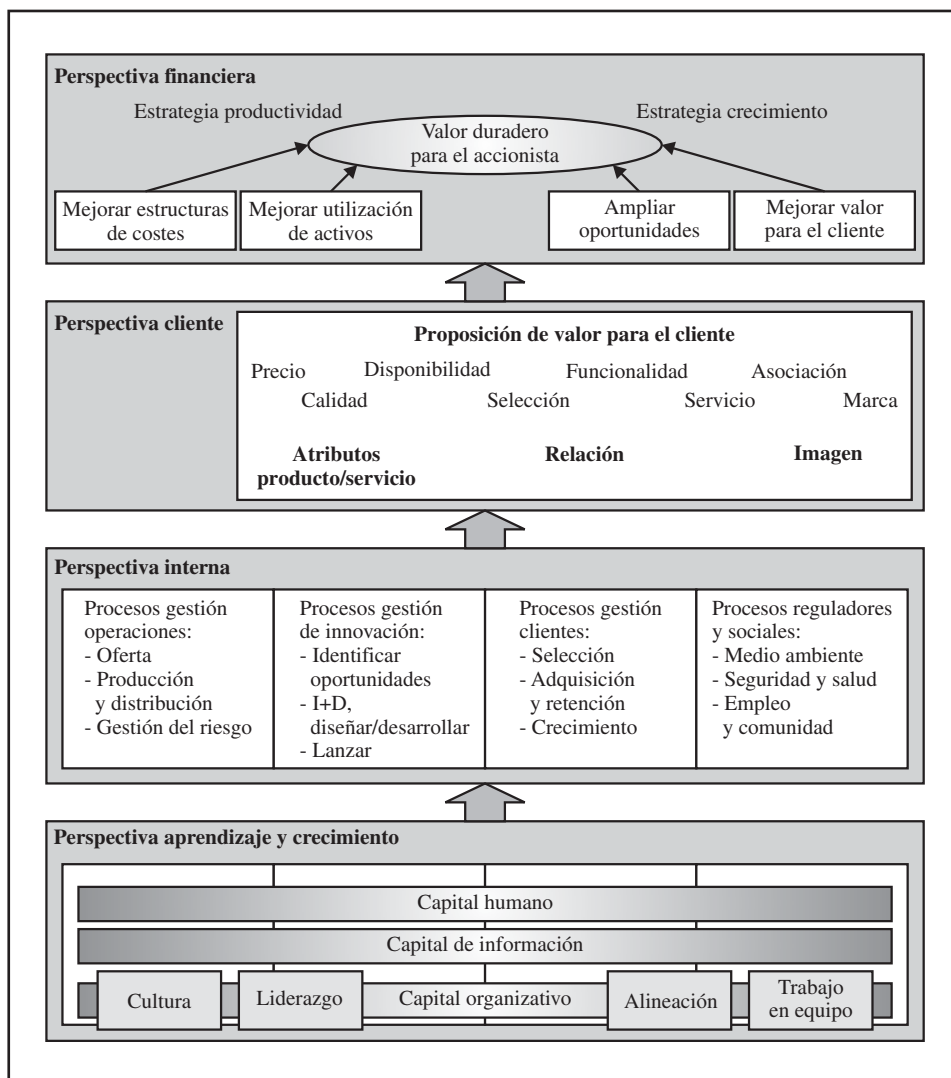 Perspectiva financiera
Estrategia productividad
Estrategia crecimiento
Valor duradero
para el accionista
Mejorar estructuras
de costes
Mejorar utilización
de activos
Ampliar
oportunidades
Mejorar valor
para el cliente
Perspectiva cliente
Proposición de valor para el cliente
Precio
Disponibilidad
Funcionalidad
Asociación
Calidad
Selección
Servicio
Marca
Atributos
producto/servicio
Relación
Imagen
Perspectiva interna
Procesos gestión
operaciones:
- Oferta
- Producción
y distribución
- Gestión del riesgo
Procesos gestión
de innovación:
- Identificar
oportunidades
- I+D,
diseñar/desarrollar
- Lanzar
Procesos gestión
clientes:
- Selección
- Adquisición
y retención
- Crecimiento
Procesos reguladores
y sociales:
- Medio ambiente
- Seguridad y salud
- Empleo
y comunidad
Perspectiva aprendizaje y crecimiento
Capital humano
Capital de información
Cultura
Liderazgo
Capital organizativo
Alineación
Trabajo
en equipo